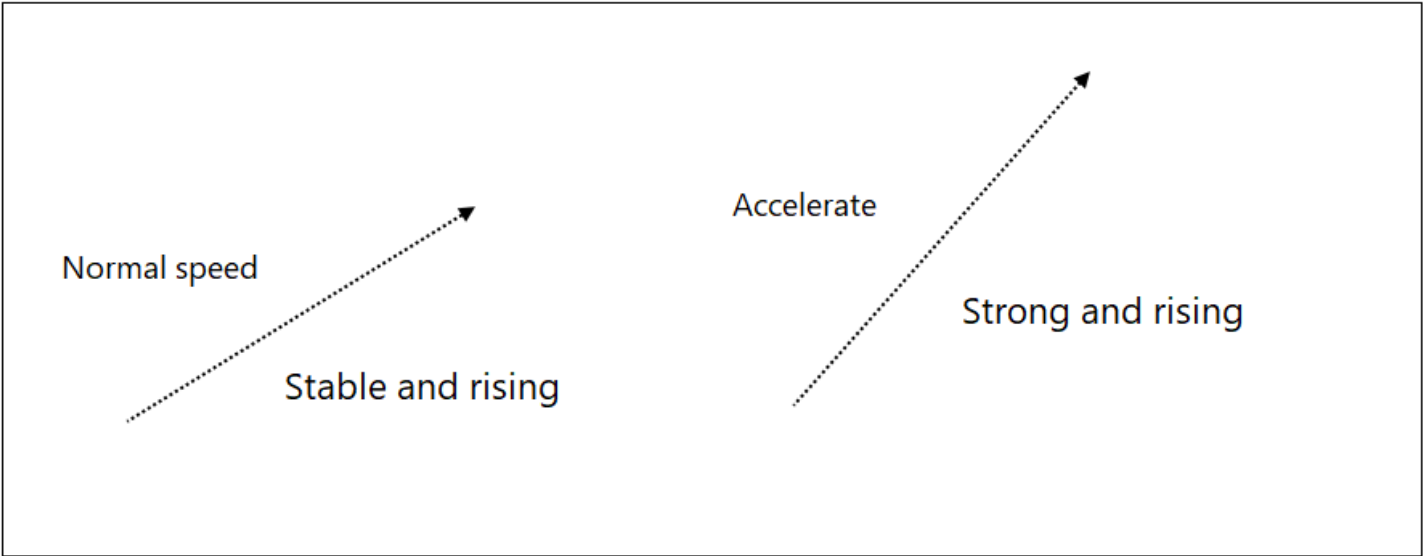 Normal speed
Stable and rising
Accelerate
Strong and rising